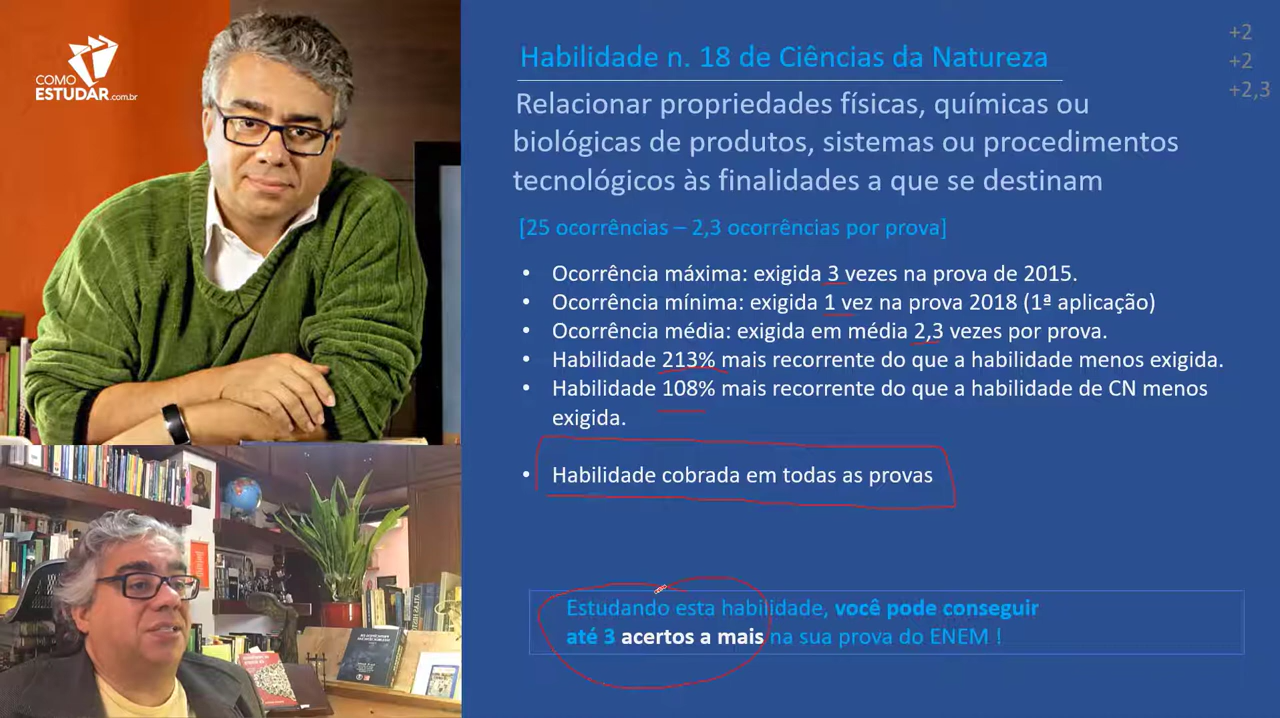 COMO
ESTUDAR.com.br
Habilidade n. 18 de Ciências da Natureza
+2
+2
+2,3
Relacionar propriedades físicas, químicas ou
biológicas de produtos, sistemas ou procedimentos
tecnológicos às finalidades a que se destinam
[25 ocorrências – 2,3 ocorrências por prova]
• Ocorrência máxima: exigida 3 vezes na prova de 2015.
• Ocorrência mínima: exigida 1 vez na prova 2018 (1ª aplicação)
• Ocorrência média: exigida em média 2,3 vezes por prova.
• Habilidade 213% mais recorrente do que a habilidade menos exigida.
• Habilidade 108% mais recorrente do que a habilidade de CN menos
exigida.
• Habilidade cobrada em todas as provas
Estudando esta habilidade, você pode conseguir
até 3 acertos a mais na sua prova do ENEM !